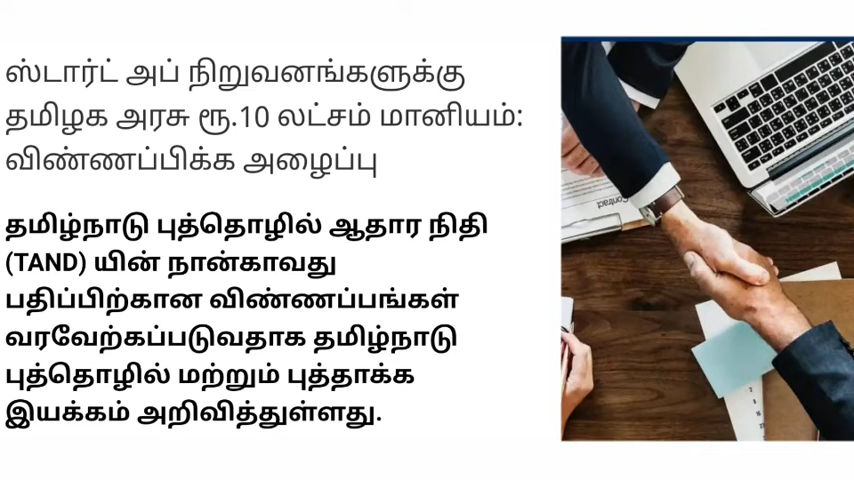 ஸ்டார்ட் அப் நிறுவனங்களுக்கு
தமிழக அரசு ரூ.10 லட்சம் மானியம்:
விண்ணப்பிக்க அழைப்பு
தமிழ்நாடு புத்தொழில் ஆதார நிதி
(TAND) யின் நான்காவது
பதிப்பிற்கான விண்ணப்பங்கள்
வரவேற்கப்படுவதாக தமிழ்நாடு
புத்தொழில் மற்றும் புத்தாக்க
இயக்கம் அறிவித்துள்ளது.
Contract